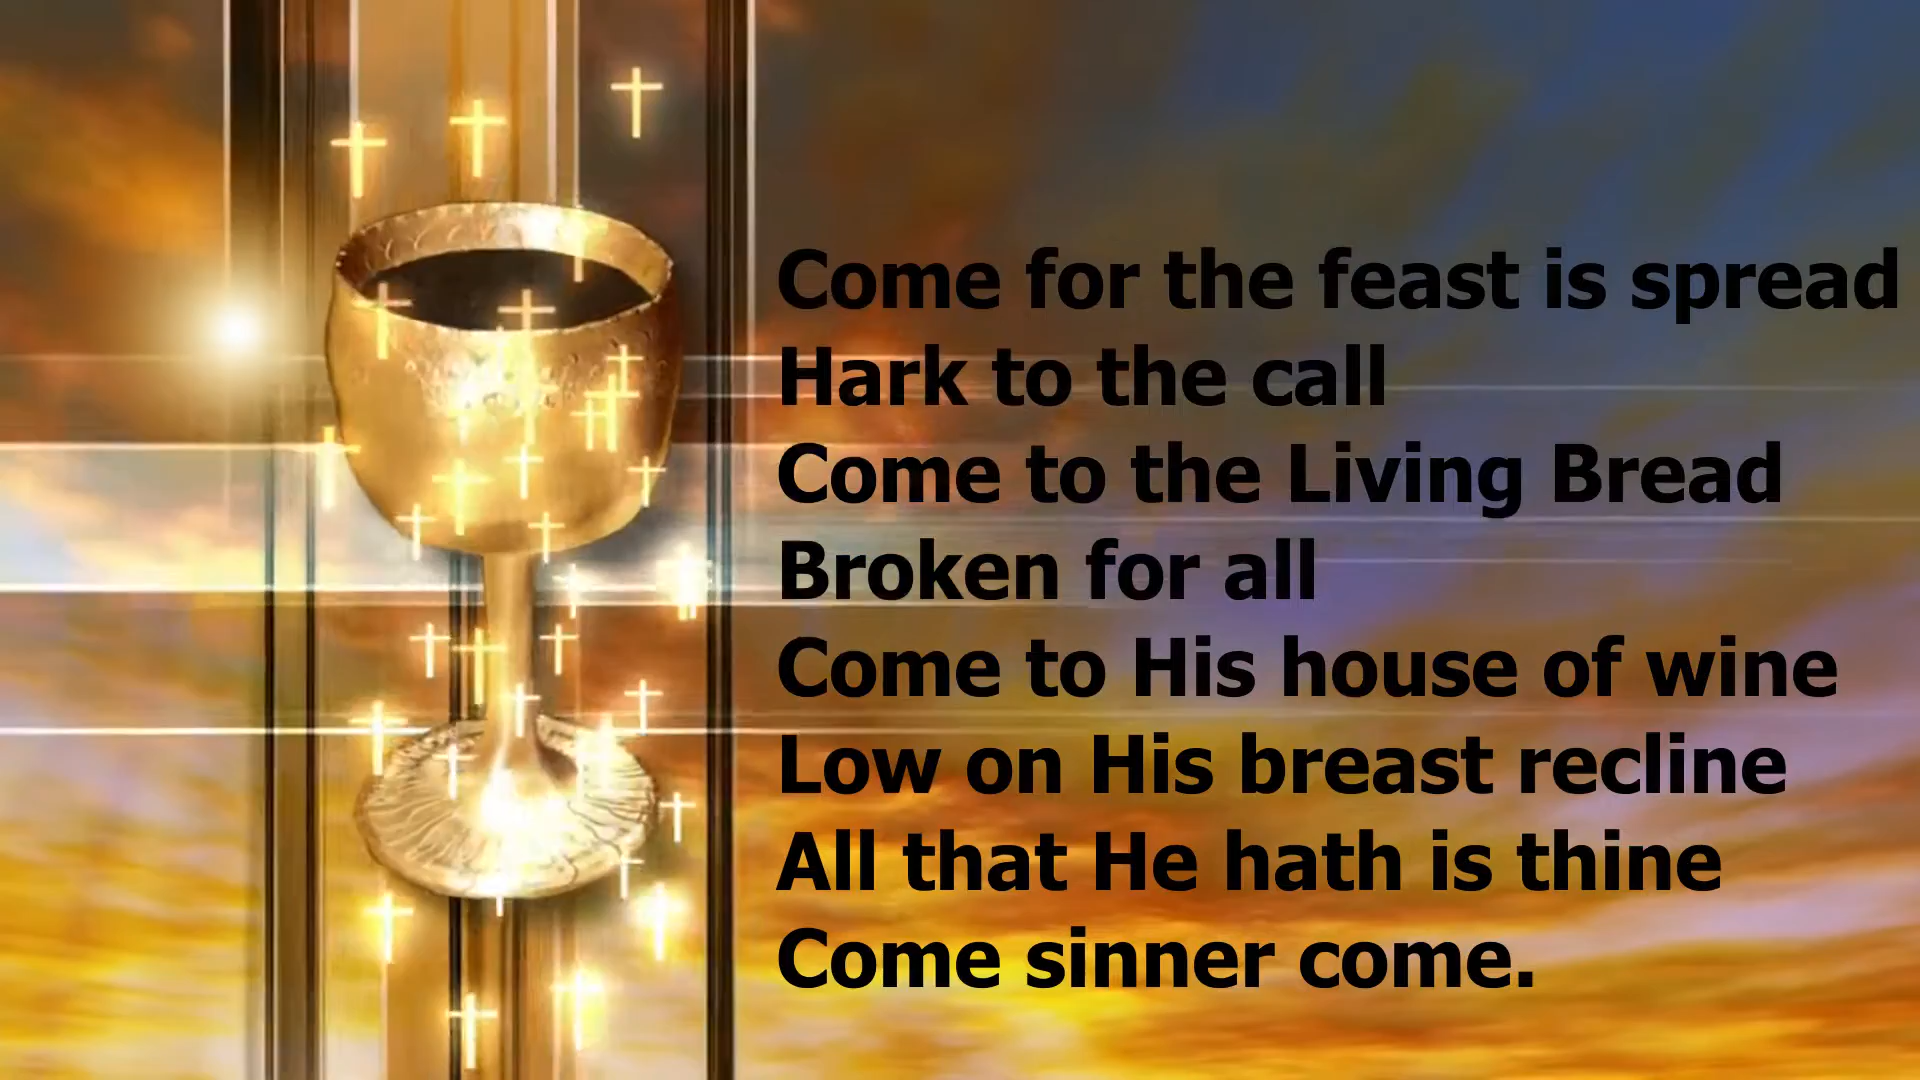 Come for the feast is spread
Hark to the call
Come to the Living Bread
Broken for all
Come to His house of wine
Low on His breast recline
All that He hath is thine
Come sinner come.